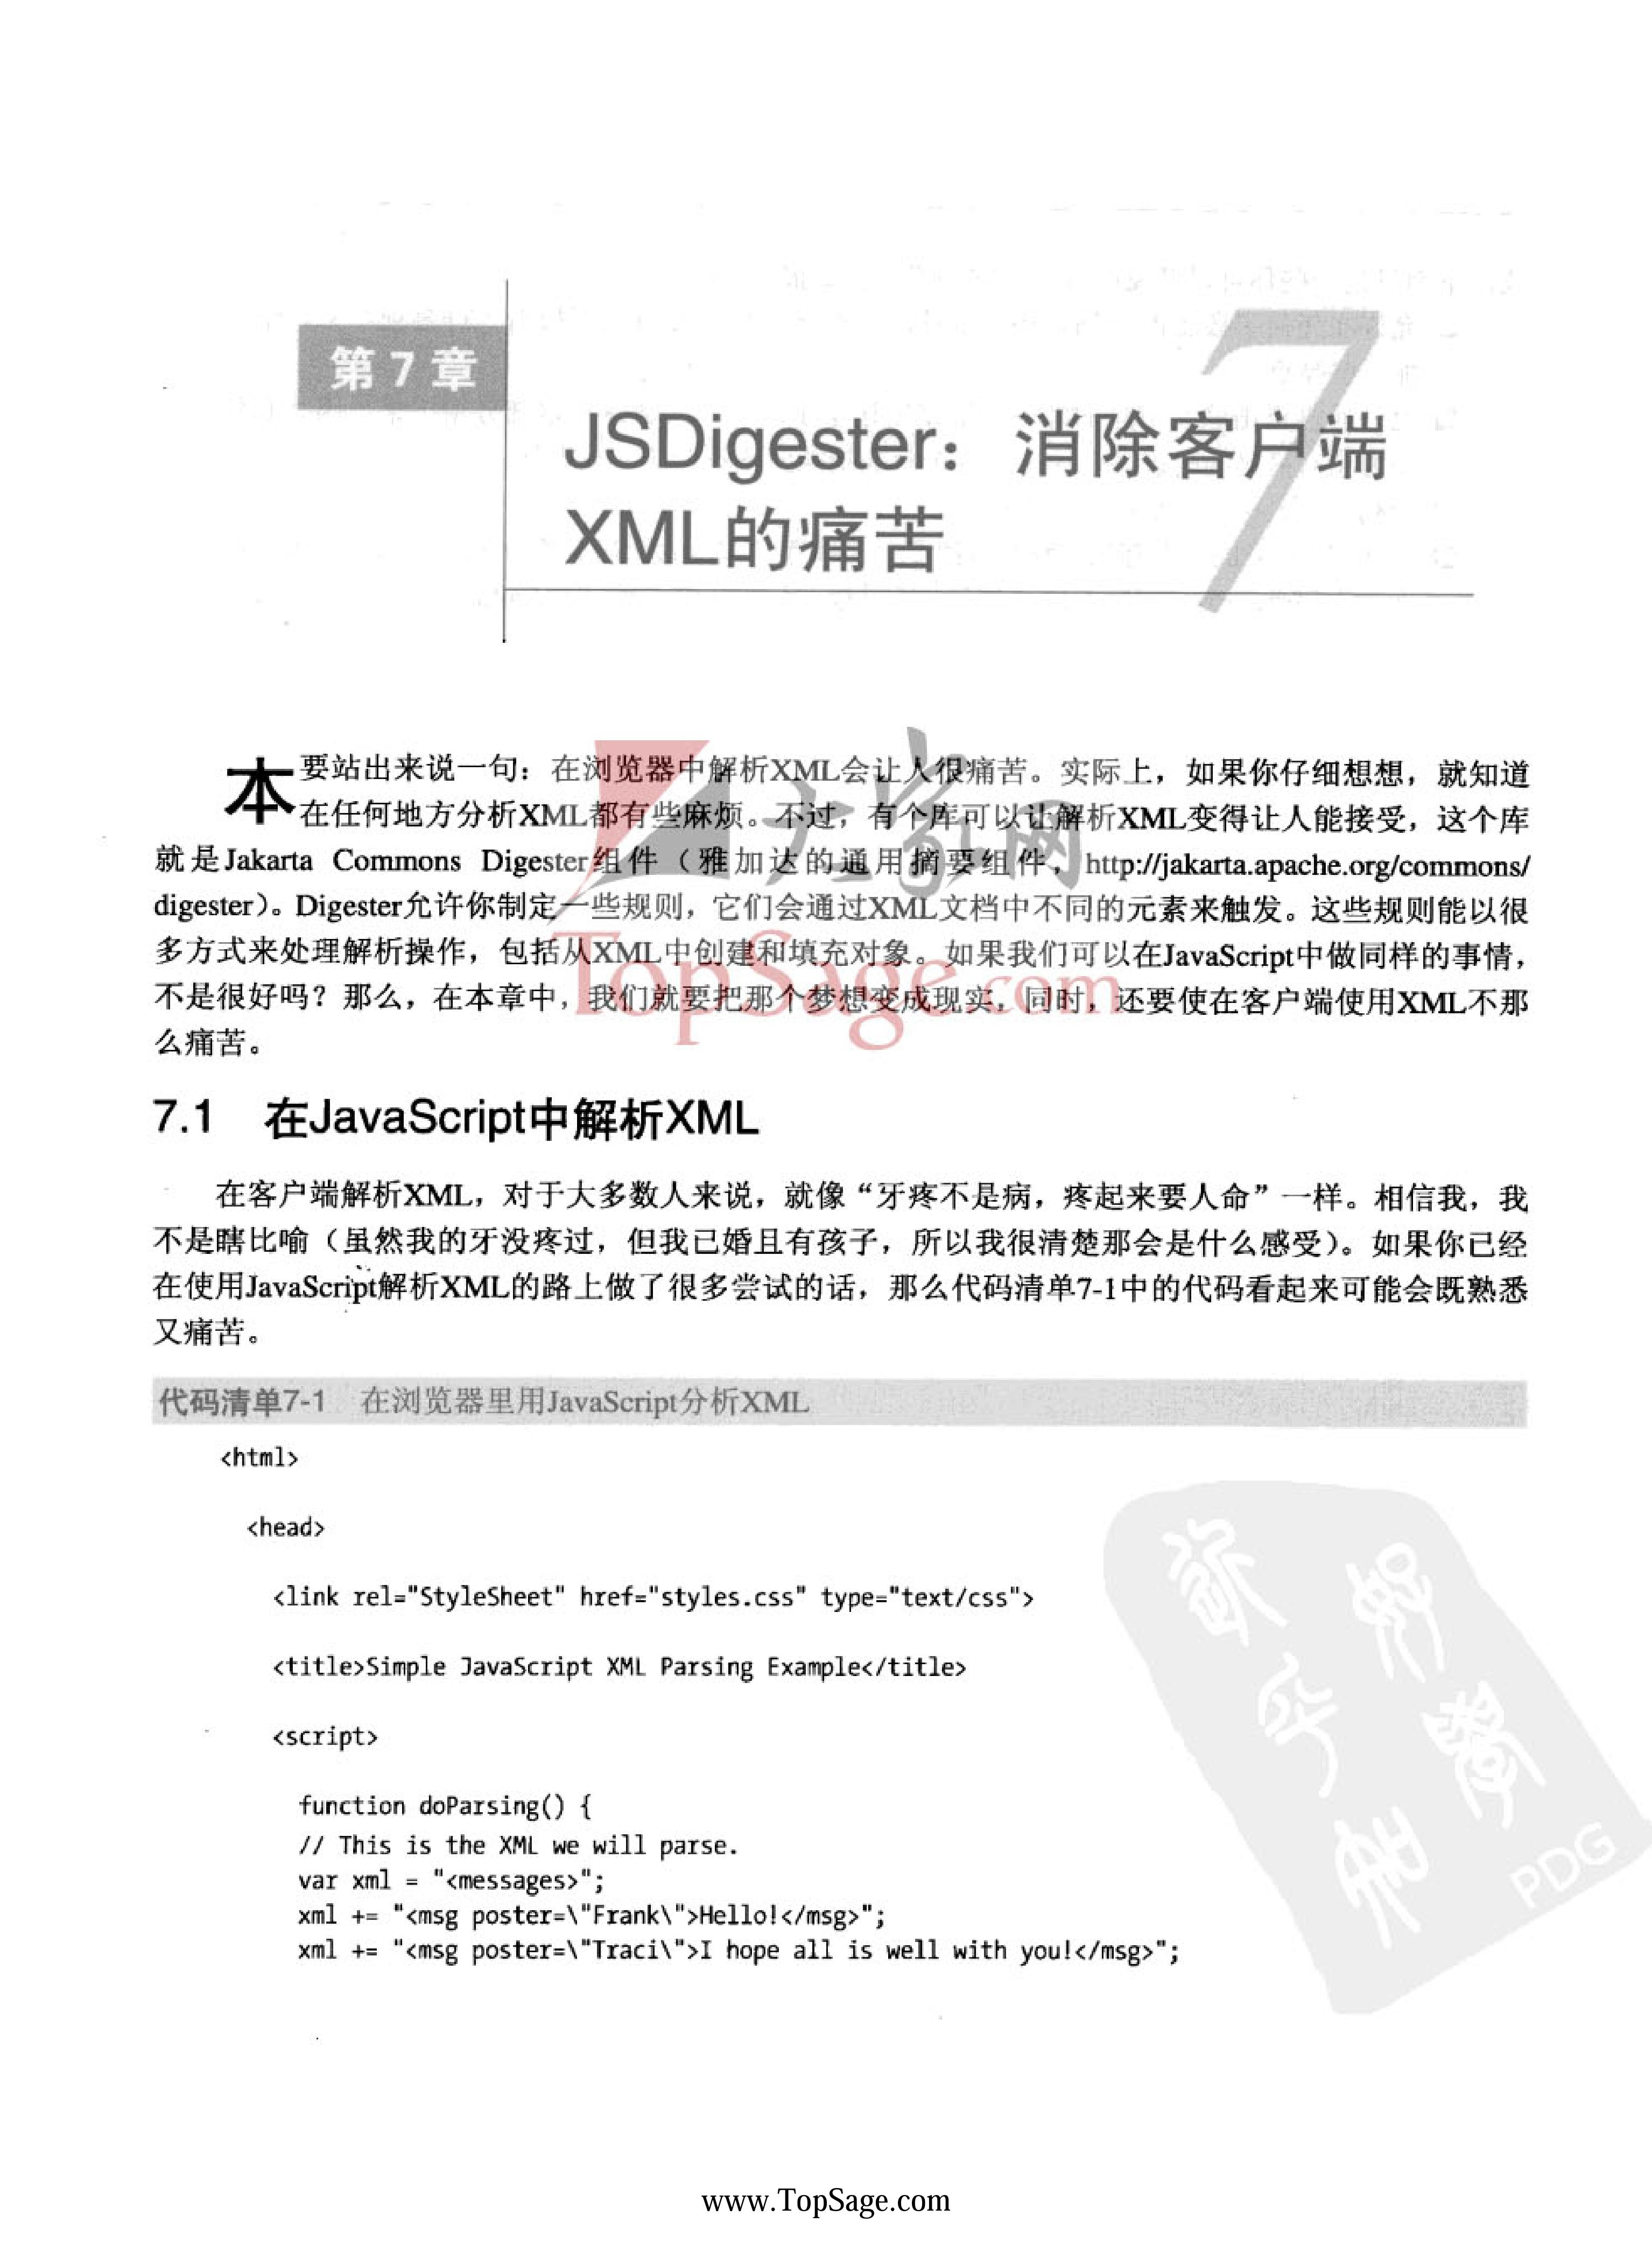 第7章
7
JSDigester：消除客户端
XML的痛苦
本要站出来说一句：在浏览器中解析XML会让人很痛苦。实际上，如果你仔细想想，就知道
在任何地方分析XML都有些麻烦。不过，有个库可以让解析XML变得让人能接受，这个库
就是Jakarta Commons Digester组件（雅加达的通用摘要组件，http://jakarta.apache.org/commons/
digester）。Digester允许你制定一些规则，它们会通过XML文档中不同的元素来触发。这些规则能以很
多方式来处理解析操作，包括从XML中创建和填充对象。如果我们可以在JavaScript中做同样的事情，
不是很好吗？那么，在本章中，我们就要把那个梦想变成现实，同时，还要使在客户端使用XML不那
么痛苦。
大家网
TopSage.com
7.1 在JavaScript中解析XML
在客户端解析XML，对于大多数人来说，就像“牙疼不是病，疼起来要人命”一样。相信我，我
不是瞎比喻（虽然我的牙没疼过，但我已婚且有孩子，所以我很清楚那会是什么感受）。如果你已经
在使用JavaScript解析XML的路上做了很多尝试的话，那么代码清单7-1中的代码看起来可能会既熟悉
又痛苦。
代码清单7-1 在浏览器里用JavaScript分析XML
<html>
<head>
<link rel="StyleSheet" href="styles.css" type="text/css">
<title>Simple JavaScript XML Parsing Example</title>
<script>
function doParsing() {
// This is the XML we will parse.
var xml = "<messages>";
xml += "<msg poster=\"Frank\">Hello!</msg>";
xml += "<msg poster=\"Traci\">I hope all is well with you!</msg>";
PDG
www.TopSage.com